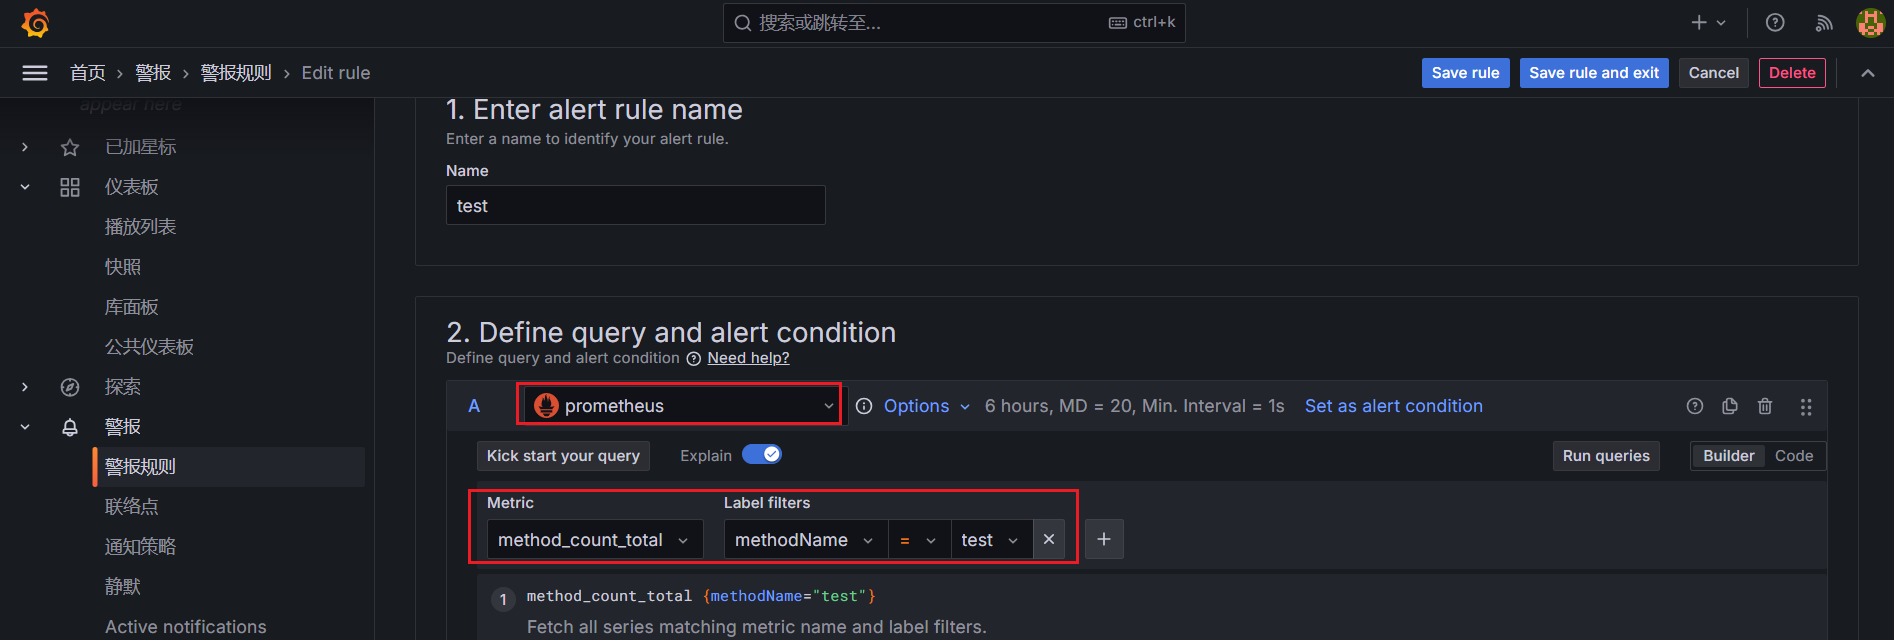 搜索或跳转至...
ctrl+k
首页 › 警报 › 警报规则 › Edit rule
Save rule
Save rule and exit
Cancel
Delete
appear here
已加星标
仪表板
播放列表
快照
库面板
公共仪表板
探索
警报
警报规则
联络点
通知策略
静默
Active notifications
1. Enter alert rule name
Enter a name to identify your alert rule.
Name
test
2. Define query and alert condition
Define query and alert condition Need help?
A prometheus Options 6 hours, MD = 20, Min. Interval = 1s Set as alert condition
Kick start your query Explain Run queries Builder Code
Metric Label filters
method_count_total methodName = test
1 method_count_total {methodName="test"}
Fetch all series matching metric name and label filters.